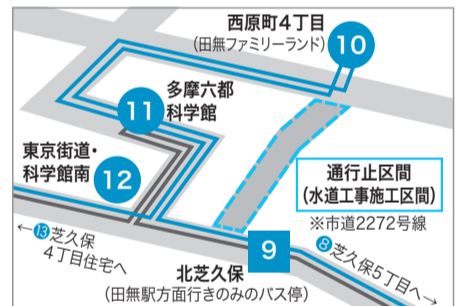 西原町4丁目
(田無ファミリーランド)
10
11
多摩六都
科学館
東京街道・
科学館南
12
通行止区間
(水道工事施工区間)
※市道2272号線
←⑬芝久保
4丁目住宅へ
9
⑧芝久保5丁目へ→
北芝久保
(田無駅方面行きのみのバス停)